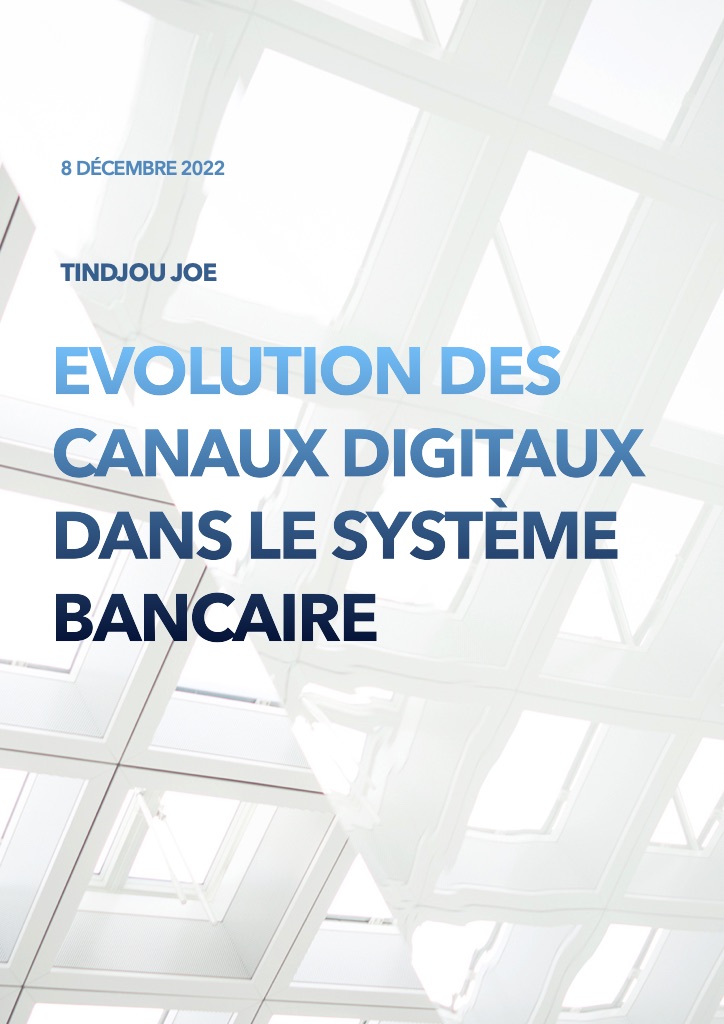 8 DÉCEMBRE 2022
TINDJOU JOE
EVOLUTION DES
CANAUX DIGITAUX
DANS LE SYSTÈME
BANCAIRE